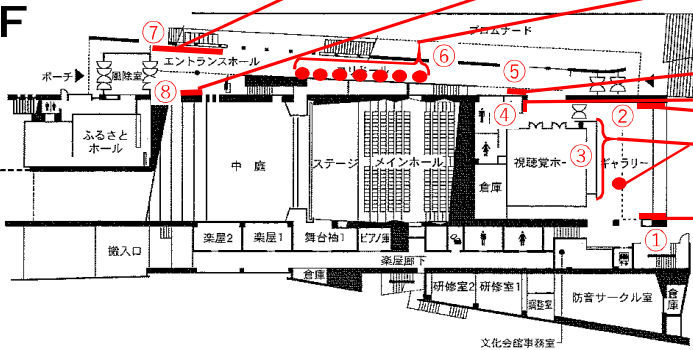 F
プロムナード
⑦
エントランスホール
⑥
ポーチ
風除室
⑧
⑤
④
②
ふるさと
ホール
中 庭
ステージ
メインホール
視聴覚ホー
③
ギャラリー
倉庫
①
楽屋2
楽屋1
舞台袖1
ピアノ庫
搬入口
楽屋廊下
倉庫
研修室2
研修室1
調整室
防音サークル室
倉庫
文化会館事務室